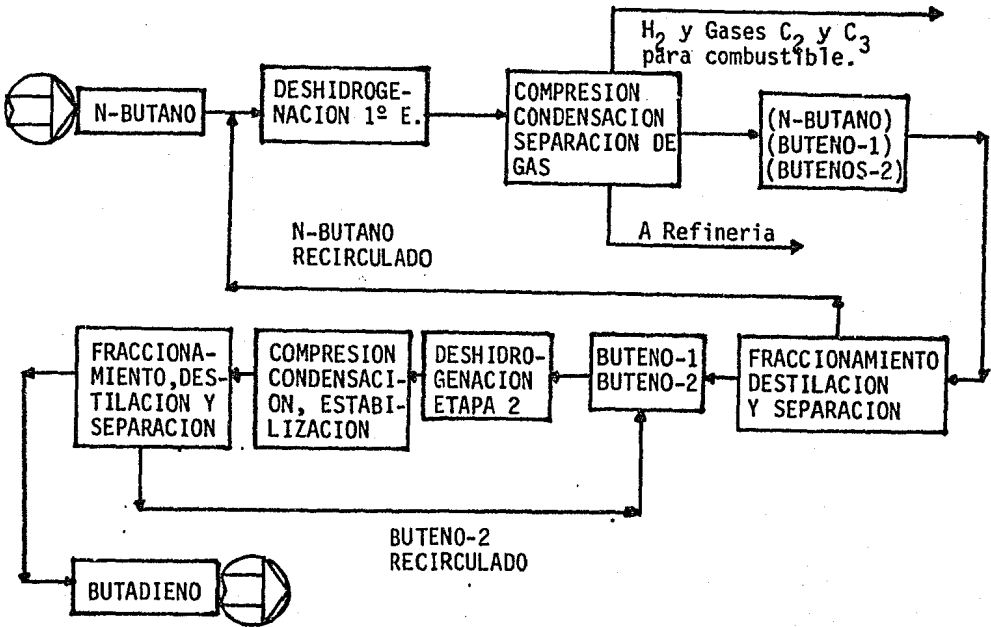 H2 y Gases C2 y C3
para combustible.
N-BUTANO
DESHIDROGE-
NACION 1º E.
COMPRESION
CONDENSACION
SEPARACION DE
GAS
(N-BUTANO)
(BUTENO-1)
(BUTENOS-2)
A Refineria
N-BUTANO
RECIRCULADO
FRACCIONAMIENTO
DESTILACION
Y SEPARACION
BUTENO-1
BUTENO-2
DESHIDRO-
GENACION
ETAPA 2
COMPRESION
CONDENSACI-
ON, ESTABI-
LIZACION
FRACCIONA-
MIENTO,DES-
TILACION Y
SEPARACION
BUTENO-2
RECIRCULADO
BUTADIENO